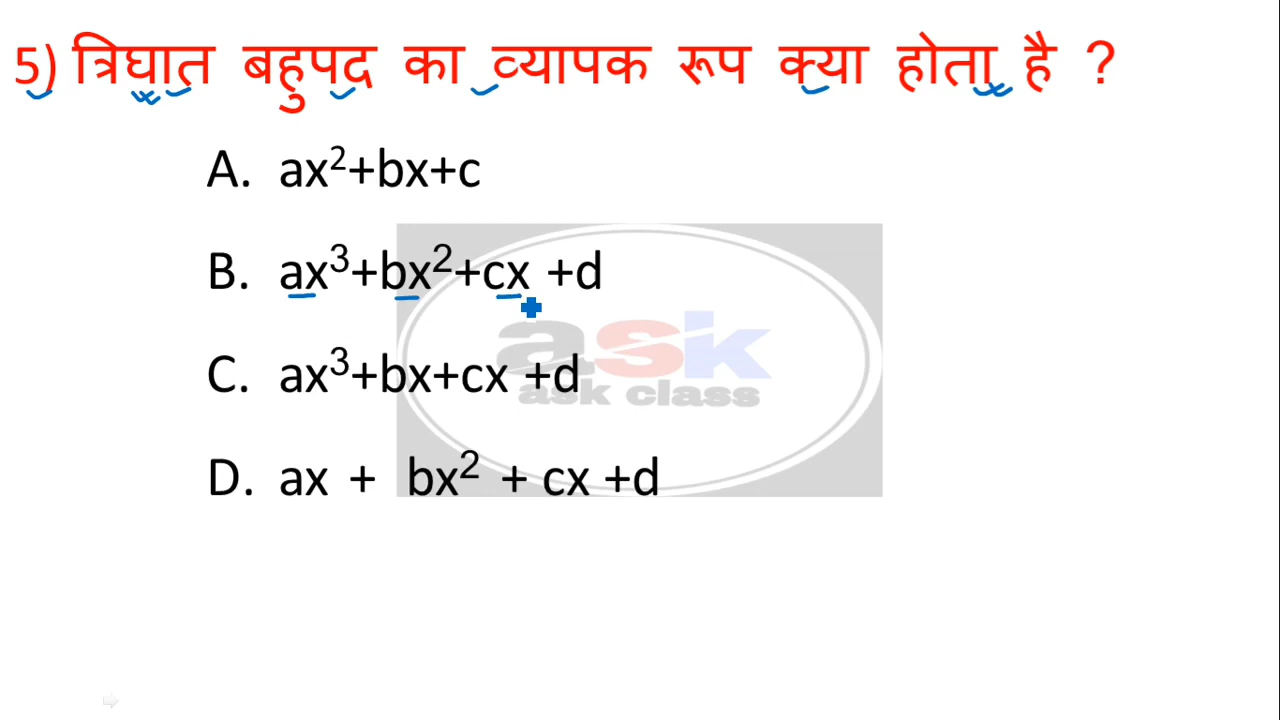 5) त्रिघात बहुपद का व्यापक रूप क्या होता है ?
A. ax²+bx+c
B. ax³+bx²+cx +d
C. ax³+bx+cx +d
D. ax + bx² + cx +d
ask
ask class